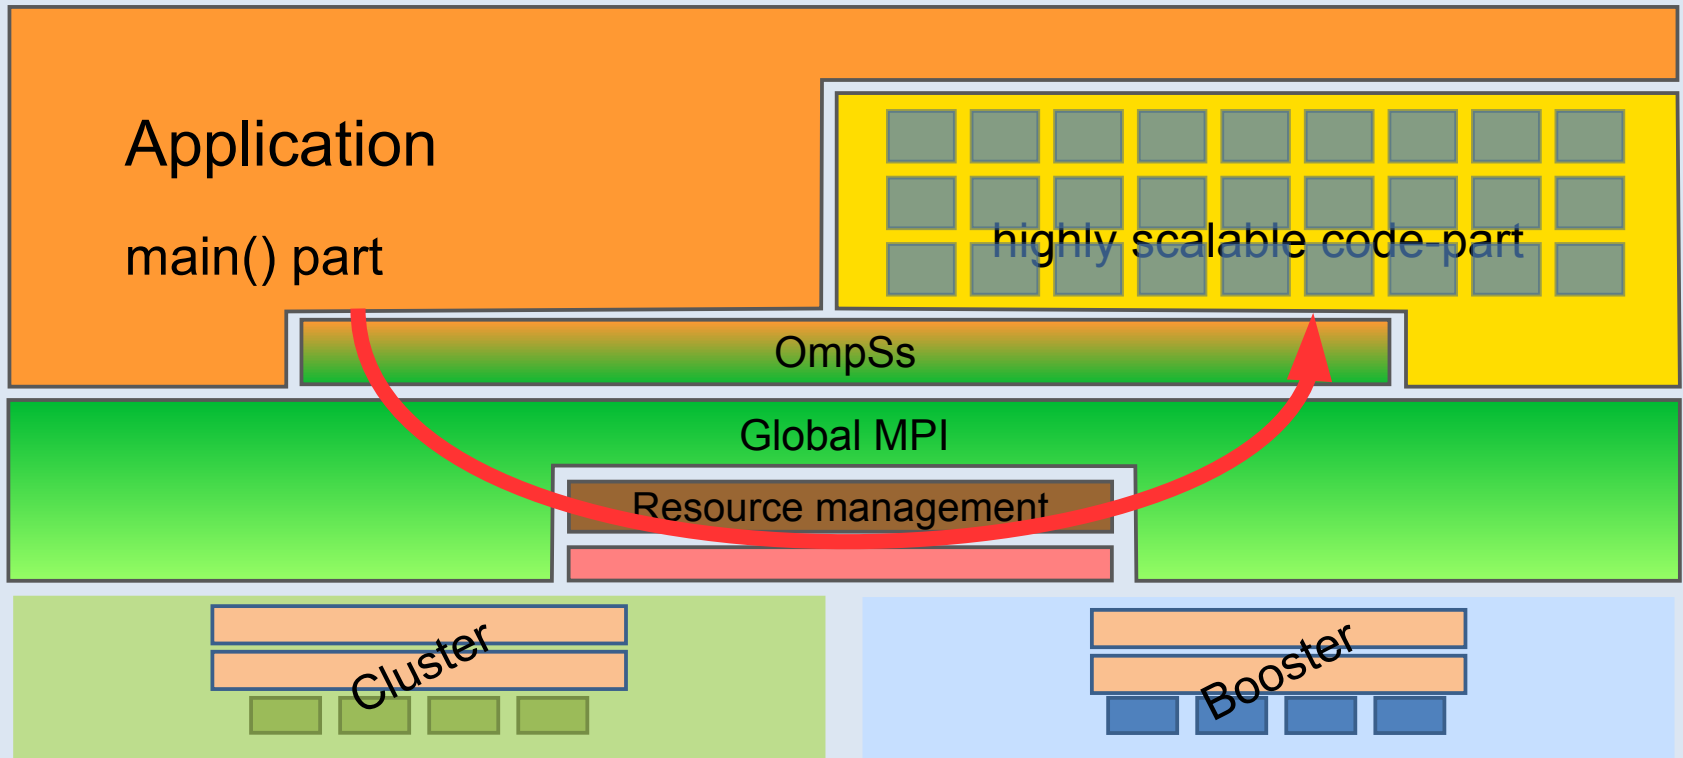 Application
main() part
highly scalable code-part
OmpSs
Global MPI
Resource management
Cluster
Booster